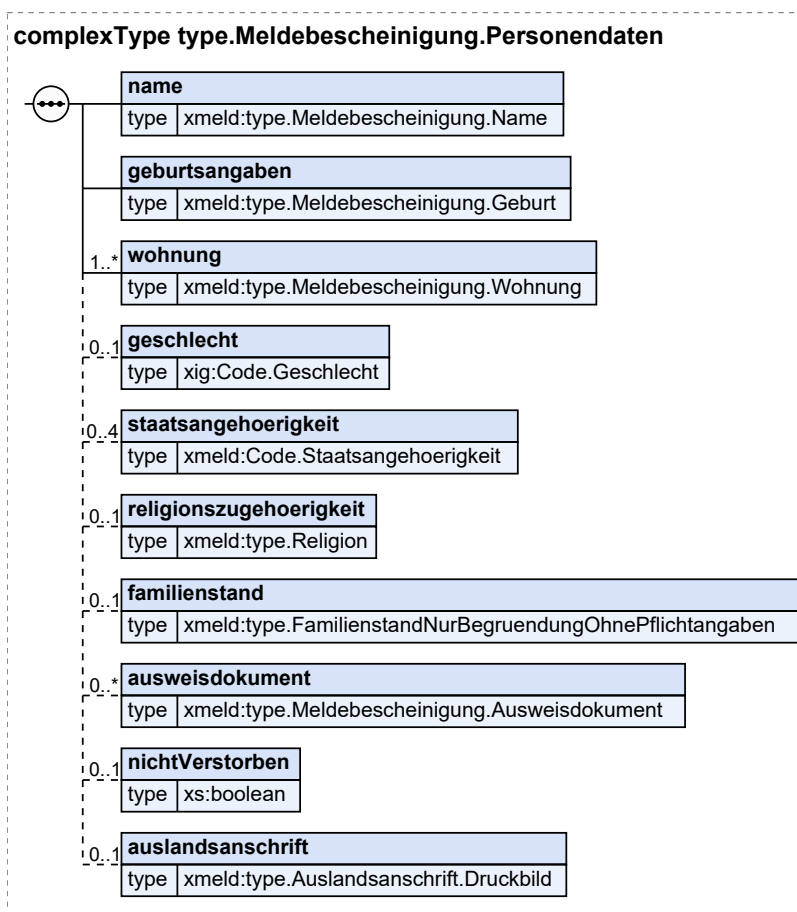 complexType type.Meldebescheinigung.Personendaten
name
type xmeld:type.Meldebescheinigung.Name
geburtsangaben
type xmeld:type.Meldebescheinigung.Geburt
1..* wohnung
type xmeld:type.Meldebescheinigung.Wohnung
0..1 geschlecht
type xig:Code.Geschlecht
0..4 staatsangehoerigkeit
type xmeld:Code.Staatsangehoerigkeit
0..1 religionszugehoerigkeit
type xmeld:type.Religion
0..1 familienstand
type xmeld:type.FamilienstandNurBegruendungOhnePflichtangaben
0..* ausweisdokument
type xmeld:type.Meldebescheinigung.Ausweisdokument
0..1 nichtVerstorben
type xs:boolean
0..1 auslandsanschrift
type xmeld:type.Auslandsanschrift.Druckbild